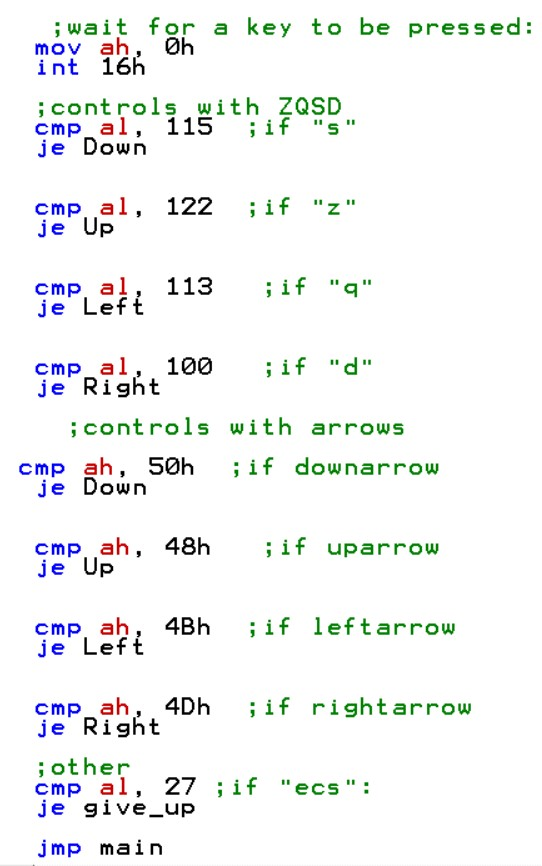 ;wait for a key to be pressed:
mov ah, 0h
int 16h
;controls with ZQSD
cmp al, 115 ;if "s"
je Down
cmp al, 122 ;if "z"
je Up
cmp al, 113 ;if "q"
je Left
cmp al, 100 ;if "d"
je Right
;controls with arrows
cmp ah, 50h ;if downarrow
je Down
cmp ah, 48h ;if uparrow
je Up
cmp ah, 4Bh ;if leftarrow
je Left
cmp ah, 4Dh ;if rightarrow
je Right
;other
cmp al, 27 ;if "ecs":
je give_up
jmp main